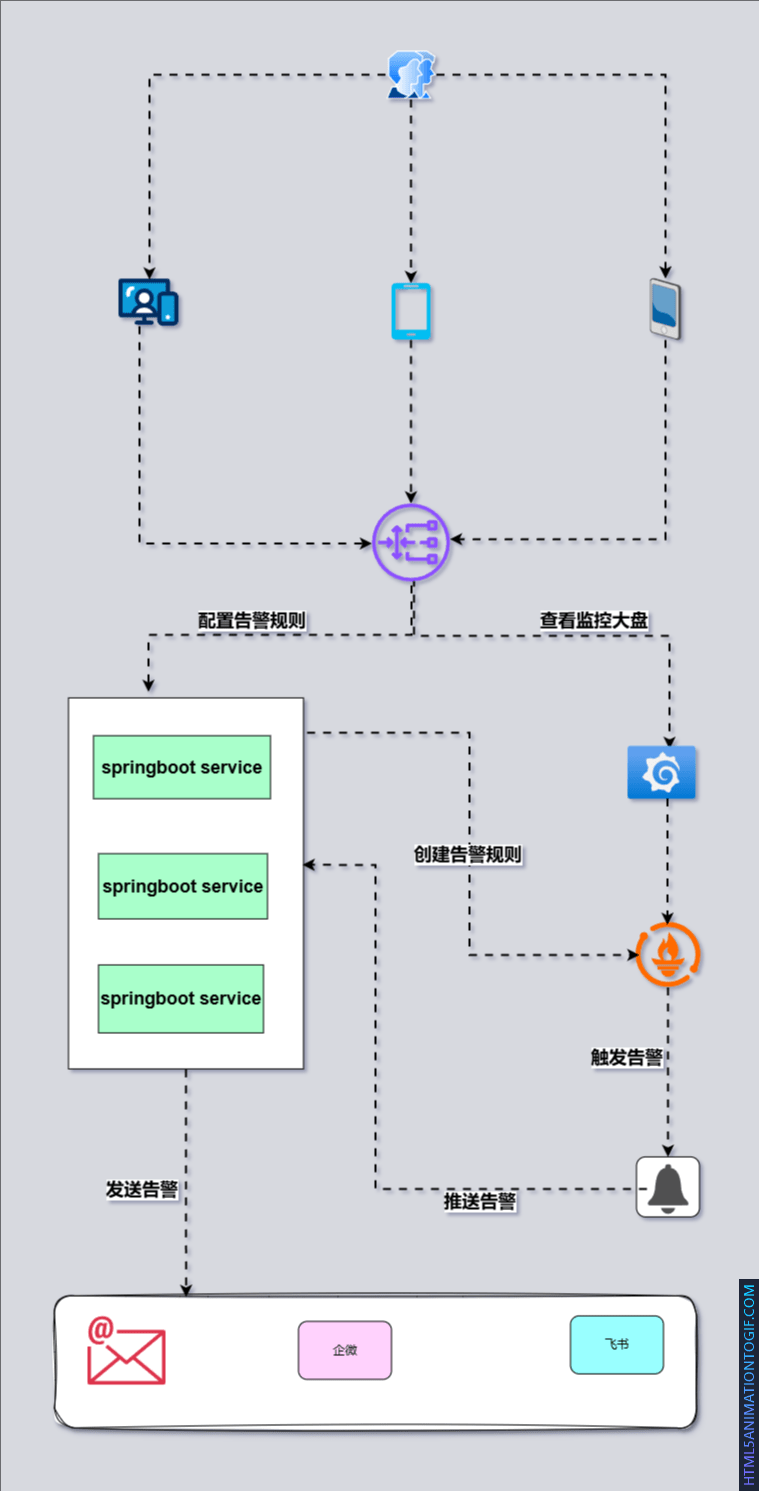 配置告警规则
查看监控大盘
springboot service
创建告警规则
springboot service
springboot service
触发告警
发送告警
推送告警
@
企微
飞书
HTML5ANIMATIONTOGIF.COM